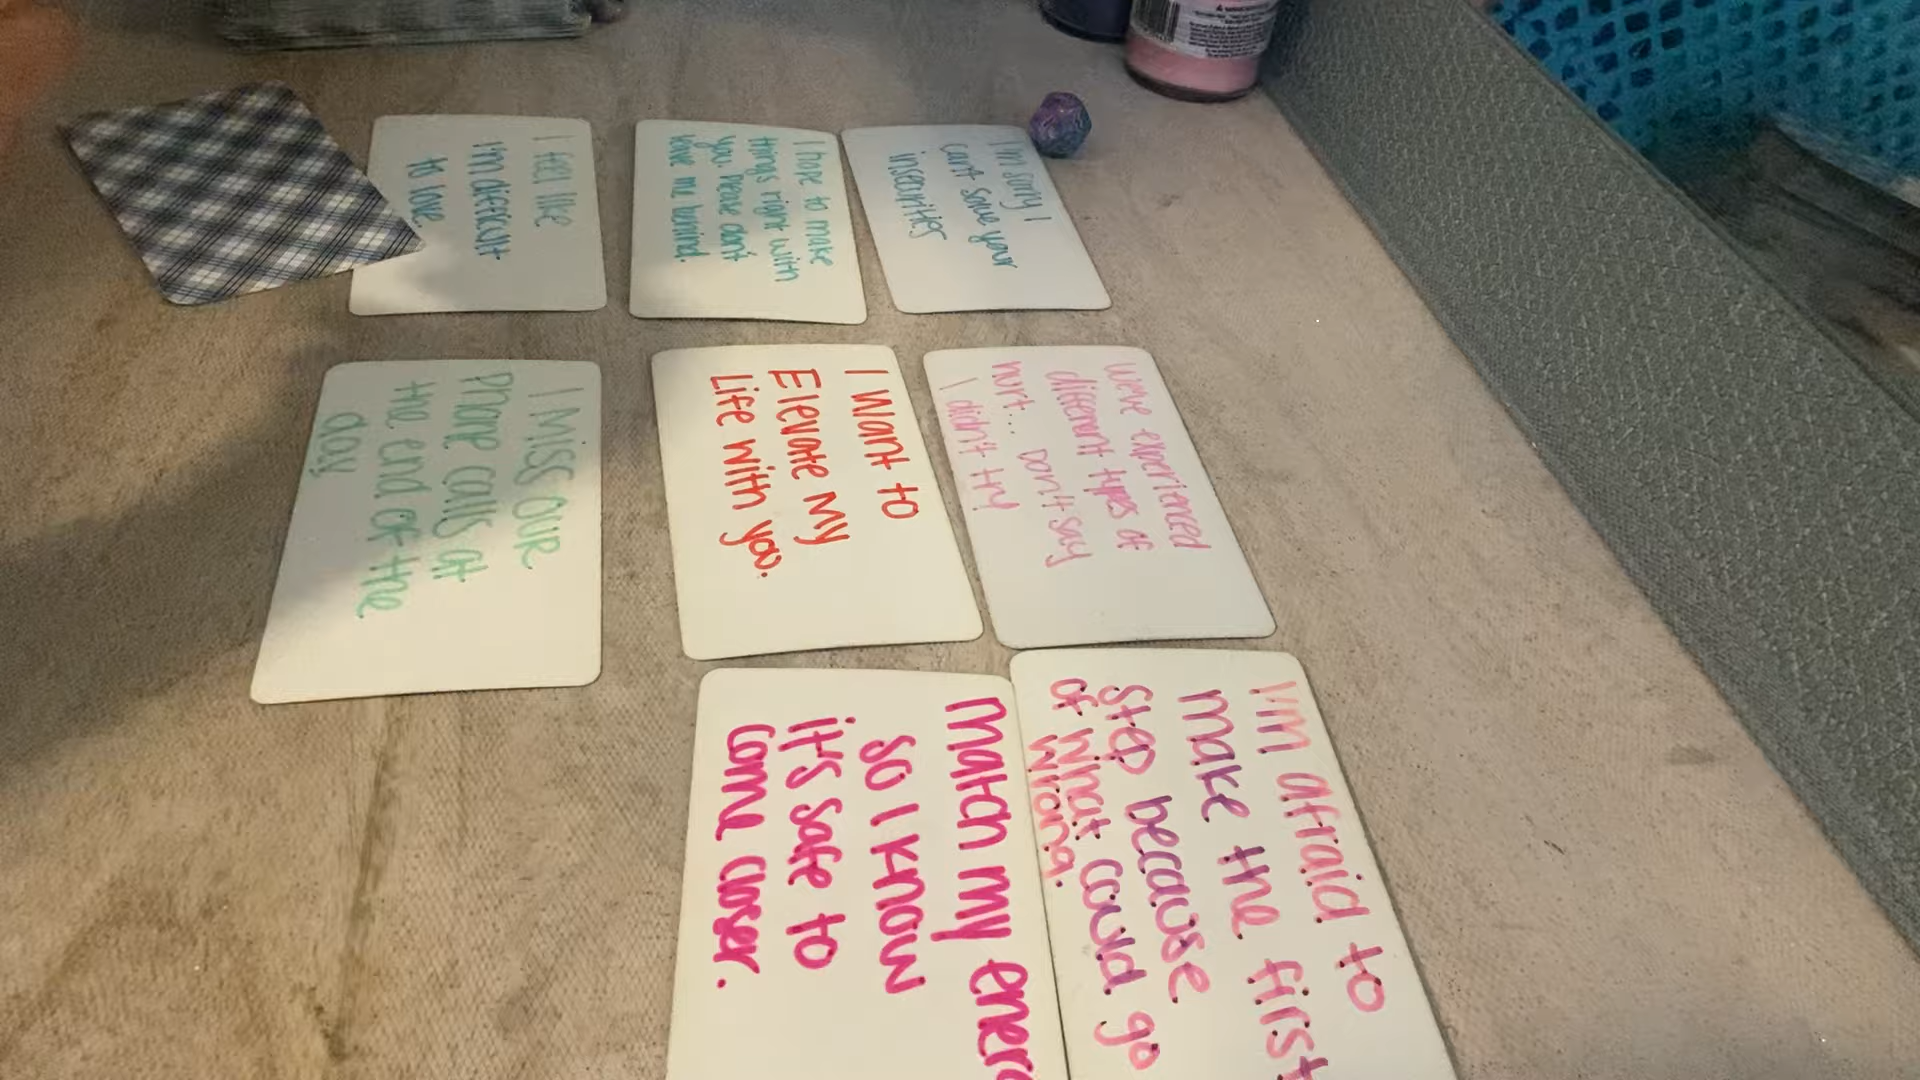 I feel like
I'm difficult
to love
I hope to make
things right with
you. Please don't
leave me behind.
I'm sorry I
can't solve your
insecurities
I MISS OUR
Phone calls at
the end of the
day
I WANT to
Elevate My
Life with you.
We've experienced
different types of
hurt... don't say
I didn't try
Match my ener
so I know
it's safe to
come closer.
I'm afraid to
make the first
step because
of what could go
wrong.